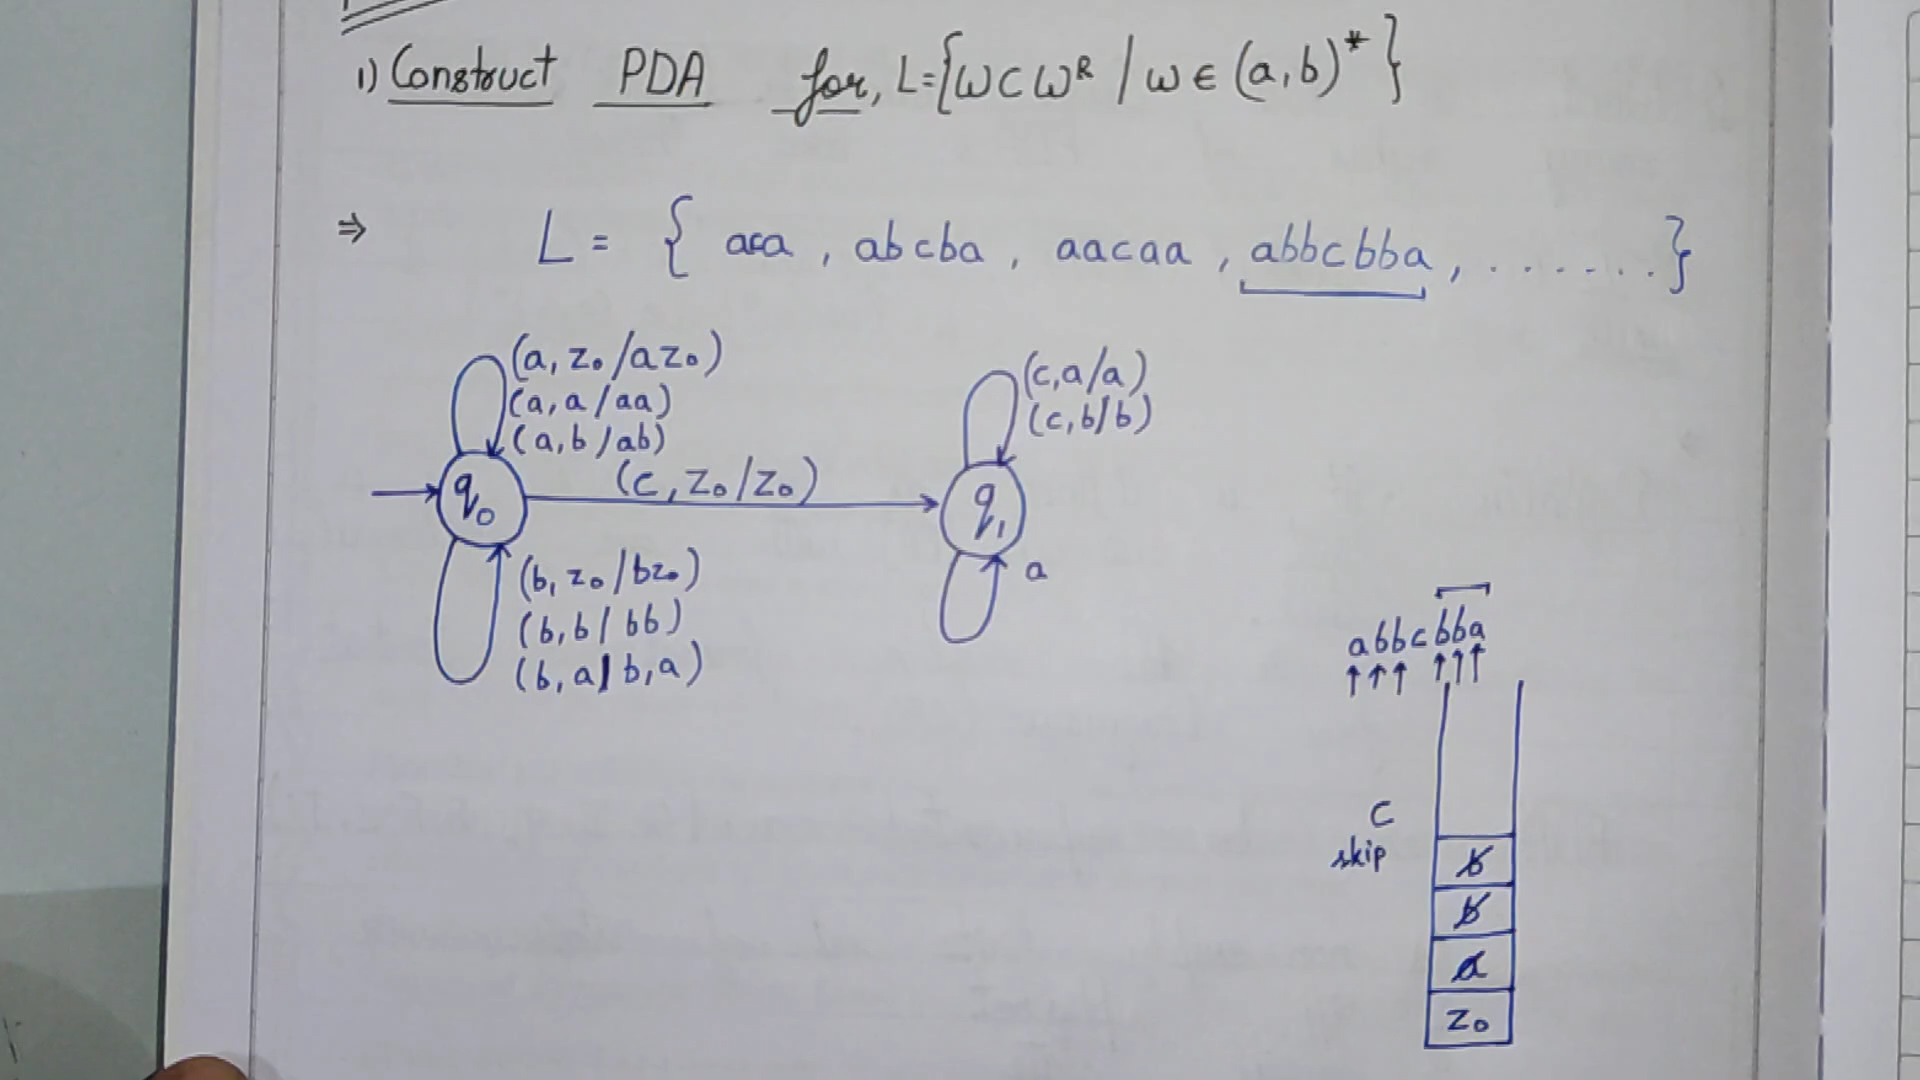 1) Construct PDA for, L={ωcωᴿ / ω∈(a,b)*}
⇒ L = { aca , abcba , aacaa , abbcbba , . . . . . . }
(a, z₀/az₀)
(a, a/aa)
(a, b/ab)
(c, a/a)
(c, b/b)
q₀
(c, z₀/z₀)
q₁
(b, z₀/bz₀)
(b, b/bb)
(b, a/b, a)
a
abbcbba
c
skip
b
b
a
z₀